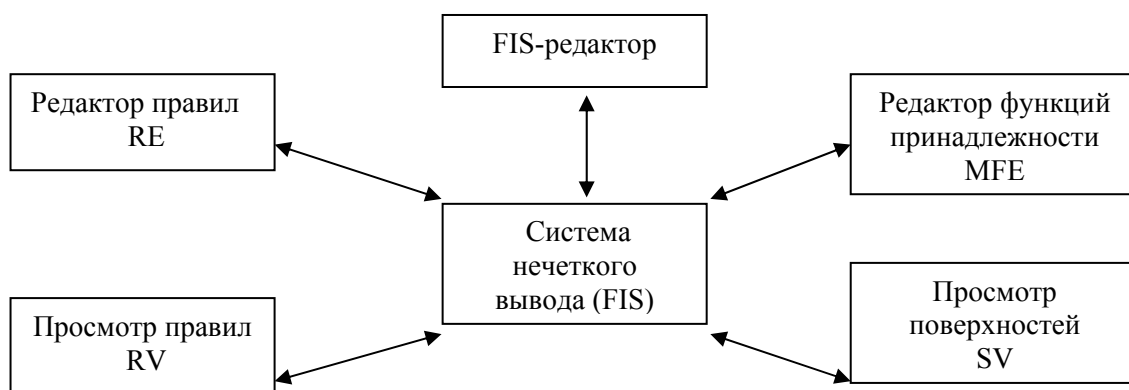 FIS-редактор
Редактор правил
RE
Редактор функций
принадлежности
MFE
Система
нечеткого
вывода (FIS)
Просмотр правил
RV
Просмотр
поверхностей
SV